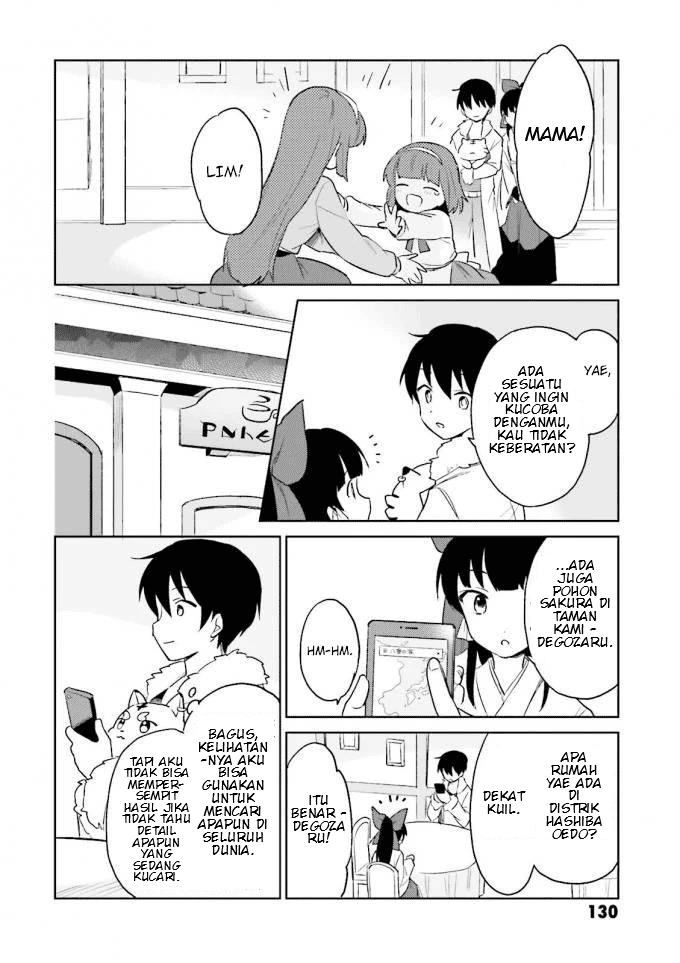 MAMA!
LIM!
YAE,
ADA
SESUATU
YANG INGIN
KUCOBA
DENGANMU,
KAU TIDAK
KEBERATAN?
...ADA
JUGA
POHON
SAKURA DI
TAMAN
KAMI -
DEGOZARU.
HM-HM.
APA
RUMAH
YAE ADA
DI
DISTRIK
HASHIBA
OEDO?
DEKAT
KUIL.
ITU
BENAR -
DEGOZA
RU!
BAGUS,
KELIHATAN
-NYA AKU
BISA
GUNAKAN
UNTUK
MENCARI
APAPUN DI
SELURUH
DUNIA.
TAPI AKU
TIDAK BISA
MEMPER-
SEMPIT
HASIL JIKA
TIDAK TAHU
DETAIL
APAPUN
YANG
SEDANG
KUCARI.
130